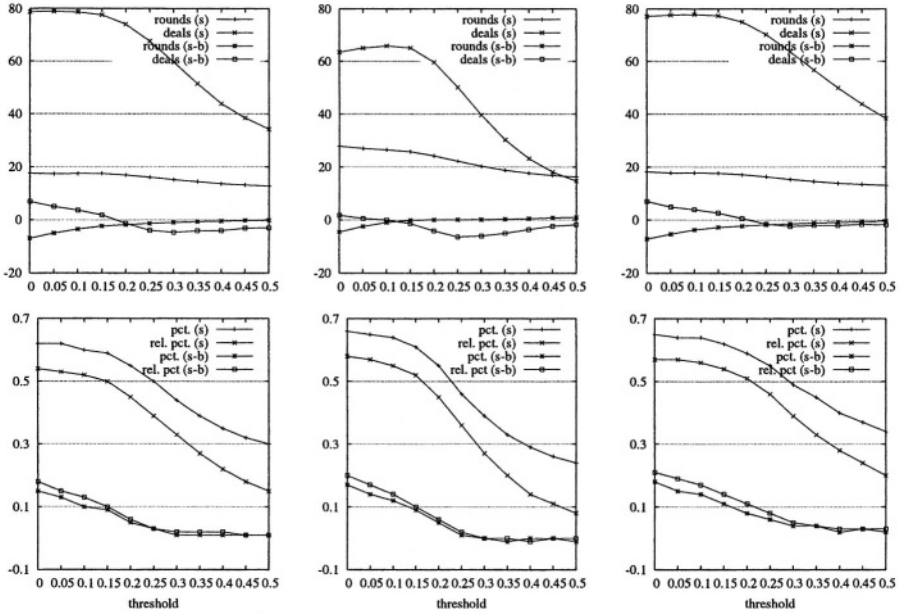 80
60
40
20
0
-20
rounds (s)
deals (s)
rounds (s-b)
deals (s-b)
0 0.05 0.1 0.15 0.2 0.25 0.3 0.35 0.4 0.45 0.5
80
60
40
20
0
-20
rounds (s)
deals (s)
rounds (s-b)
deals (s-b)
0 0.05 0.1 0.15 0.2 0.25 0.3 0.35 0.4 0.45 0.5
80
60
40
20
0
-20
rounds (s)
deals (s)
rounds (s-b)
deals (s-b)
0 0.05 0.1 0.15 0.2 0.25 0.3 0.35 0.4 0.45 0.5
0.7
0.5
0.3
0.1
-0.1
pct. (s)
rel. pct. (s)
pct. (s-b)
rel. pct (s-b)
0 0.05 0.1 0.15 0.2 0.25 0.3 0.35 0.4 0.45 0.5
threshold
0.7
0.5
0.3
0.1
-0.1
pct. (s)
rel. pct. (s)
pct. (s-b)
rel. pct (s-b)
0 0.05 0.1 0.15 0.2 0.25 0.3 0.35 0.4 0.45 0.5
threshold
0.7
0.5
0.3
0.1
-0.1
pct. (s)
rel. pct. (s)
pct. (s-b)
rel. pct (s-b)
0 0.05 0.1 0.15 0.2 0.25 0.3 0.35 0.4 0.45 0.5
threshold